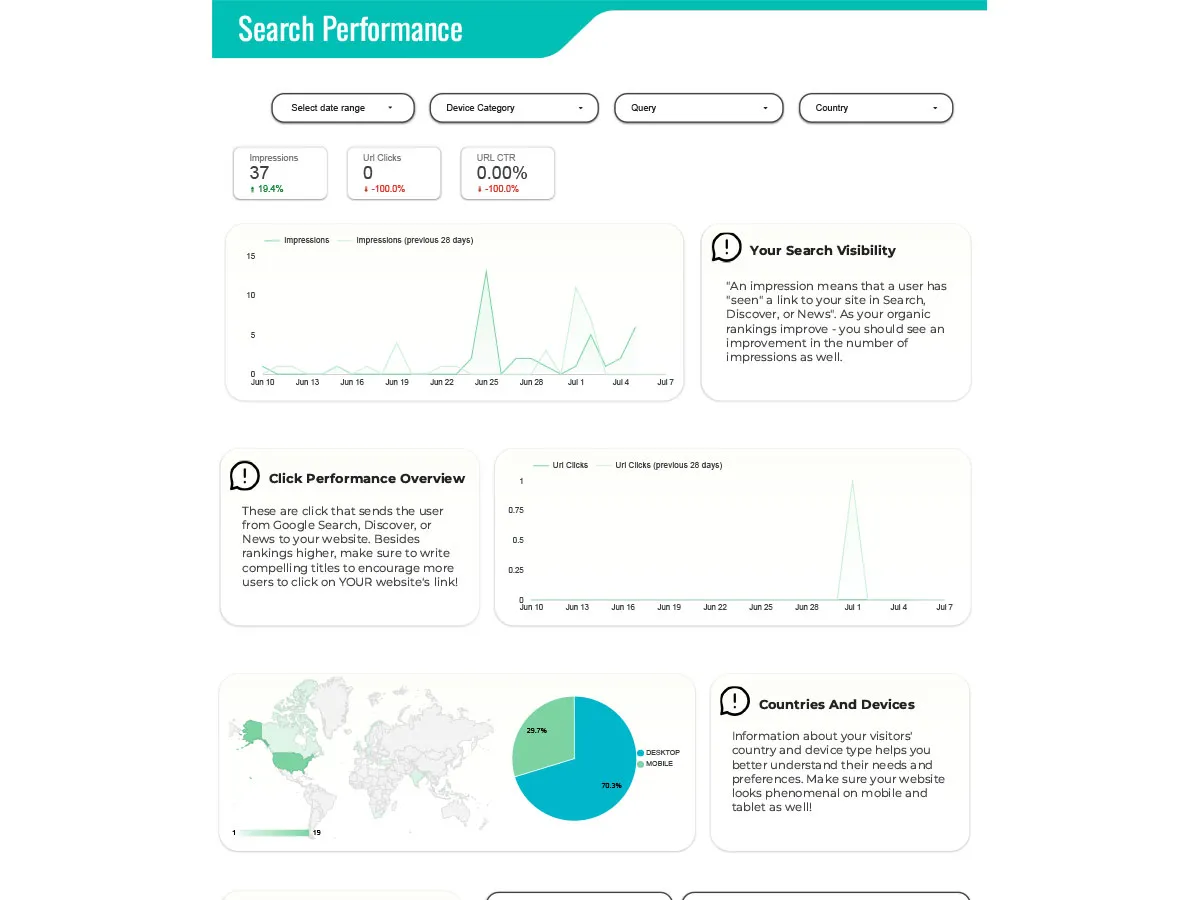 Search Performance
Select date range
Device Category
Query
Country
Impressions
37
19.4%
Url Clicks
0
-100.0%
URL CTR
0.00%
-100.0%
Impressions
Impressions (previous 28 days)
15
10
5
0
Jun 10 Jun 13 Jun 16 Jun 19 Jun 22 Jun 25 Jun 28 Jul 1 Jul 4 Jul 7
Your Search Visibility
"An impression means that a user has
"seen" a link to your site in Search,
Discover, or News". As your organic
rankings improve - you should see an
improvement in the number of
impressions as well.
Click Performance Overview
These are click that sends the user
from Google Search, Discover, or
News to your website. Besides
rankings higher, make sure to write
compelling titles to encourage more
users to click on YOUR website's link!
Url Clicks
Url Clicks (previous 28 days)
1
0.75
0.5
0.25
0
Jun 10 Jun 13 Jun 16 Jun 19 Jun 22 Jun 25 Jun 28 Jul 1 Jul 4 Jul 7
1
19
29.7%
70.3%
DESKTOP
MOBILE
Countries And Devices
Information about your visitors'
country and device type helps you
better understand their needs and
preferences. Make sure your website
looks phenomenal on mobile and
tablet as well!